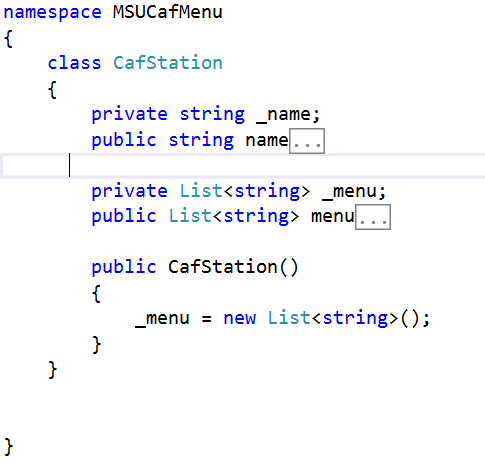 namespace MSUCafMenu
{
    class CafStation
    {
        private string _name;
        public string name...
        private List<string> _menu;
        public List<string> menu...
        public CafStation()
        {
            _menu = new List<string>();
        }
    }
}